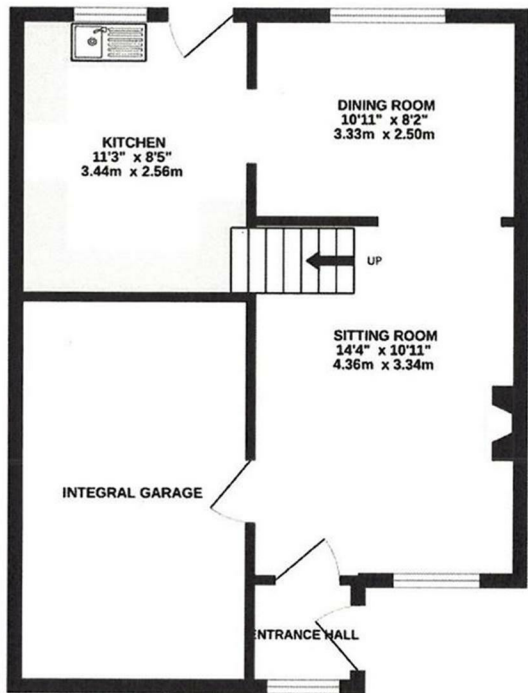 DINING ROOM
10'11" x 8'2"
3.33m x 2.50m
KITCHEN
11'3" x 8'5"
3.44m x 2.56m
UP
SITTING ROOM
14'4" x 10'11"
4.36m x 3.34m
INTEGRAL GARAGE
ENTRANCE HALL